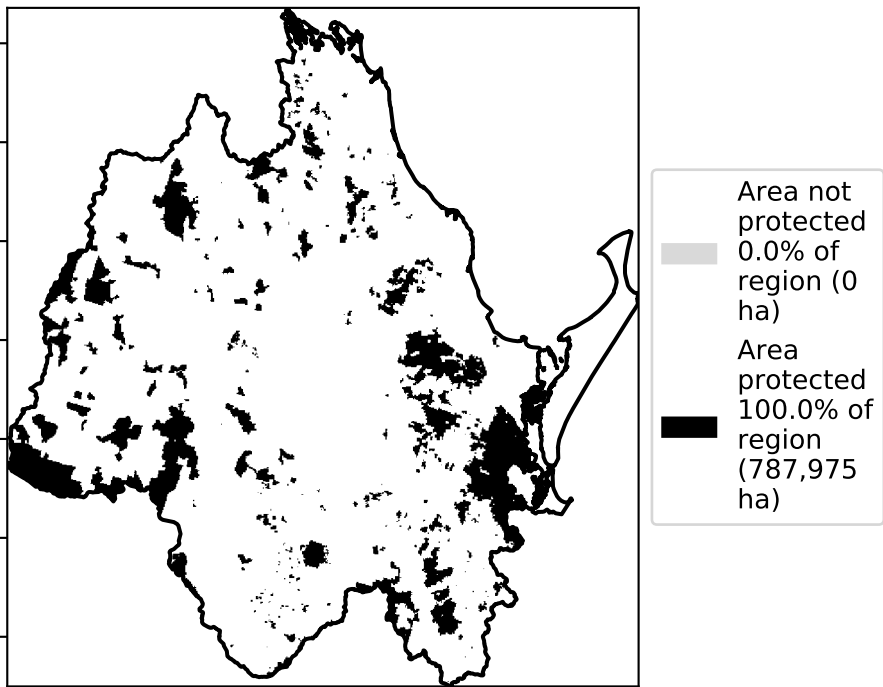 Area not
protected
0.0% of
region (0
ha)
Area
protected
100.0% of
region
(787,975
ha)